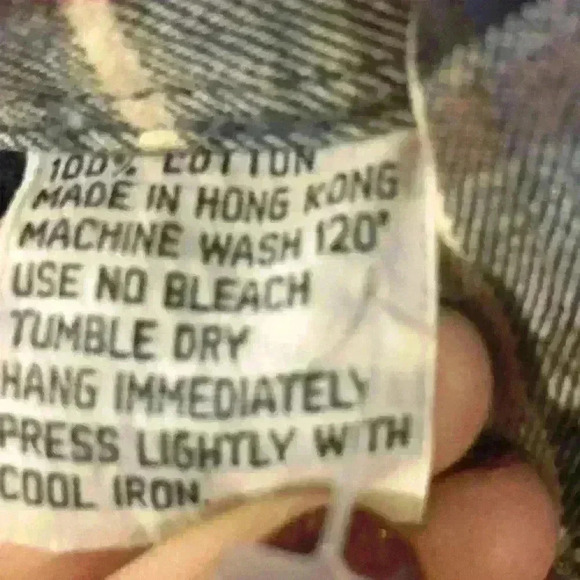 100% COTTON
MADE IN HONG KONG
MACHINE WASH 120°
USE NO BLEACH
TUMBLE DRY
HANG IMMEDIATELY
PRESS LIGHTLY WITH
COOL IRON.